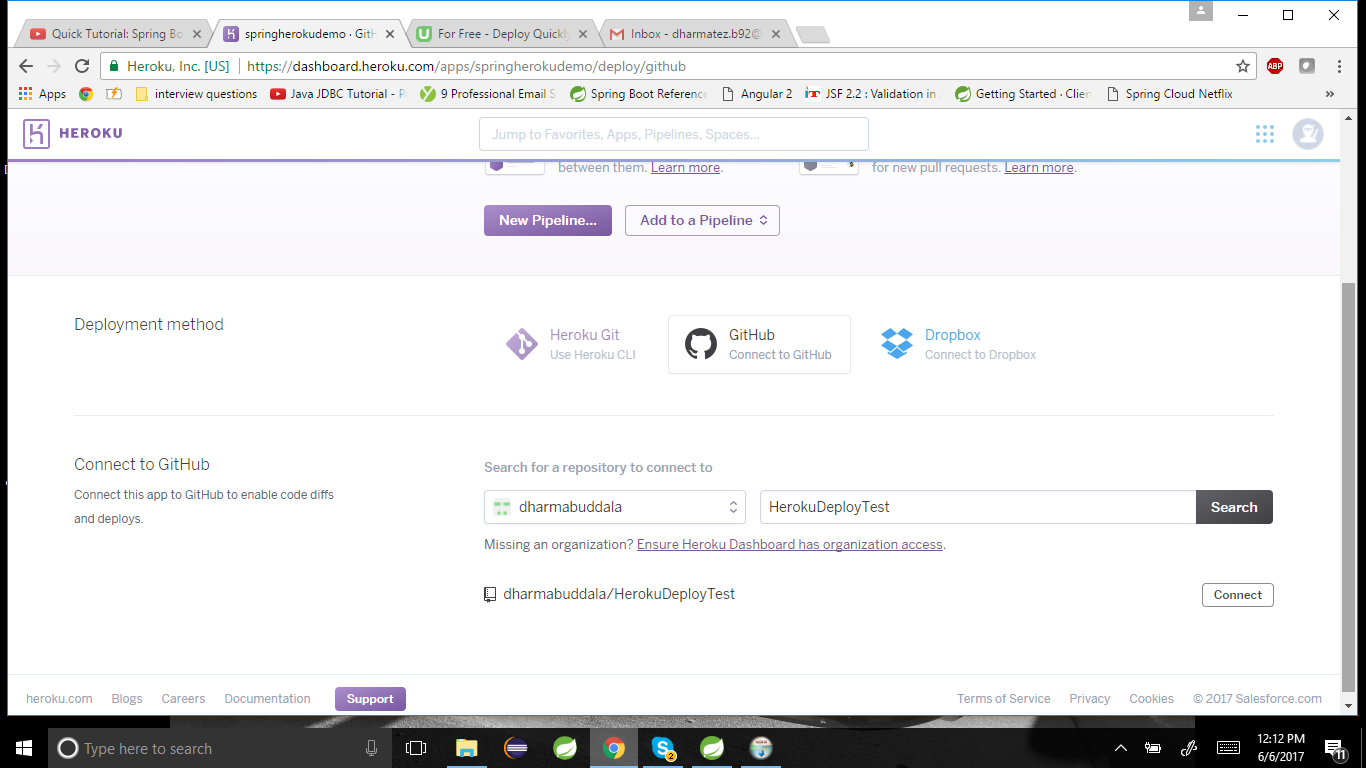 Quick Tutorial: Spring Bo
springherokudemo · GitH
For Free - Deploy Quickly
Inbox - dharmatez.b92@
Heroku, Inc. [US] https://dashboard.heroku.com/apps/springherokudemo/deploy/github
ABP
Apps interview questions Java JDBC Tutorial - P 9 Professional Email S Spring Boot Reference Angular 2 JSF 2.2 : Validation in Getting Started · Clien Spring Cloud Netflix »
HEROKU
Jump to Favorites, Apps, Pipelines, Spaces...
between them. Learn more.
for new pull requests. Learn more.
New Pipeline...
Add to a Pipeline
Deployment method
Heroku Git
Use Heroku CLI
GitHub
Connect to GitHub
Dropbox
Connect to Dropbox
Connect to GitHub
Connect this app to GitHub to enable code diffs
and deploys.
Search for a repository to connect to
dharmabuddala
HerokuDeployTest
Search
Missing an organization? Ensure Heroku Dashboard has organization access.
dharmabuddala/HerokuDeployTest
Connect
heroku.com Blogs Careers Documentation Support
Terms of Service Privacy Cookies © 2017 Salesforce.com
Type here to search
2
12:12 PM
6/6/2017
11